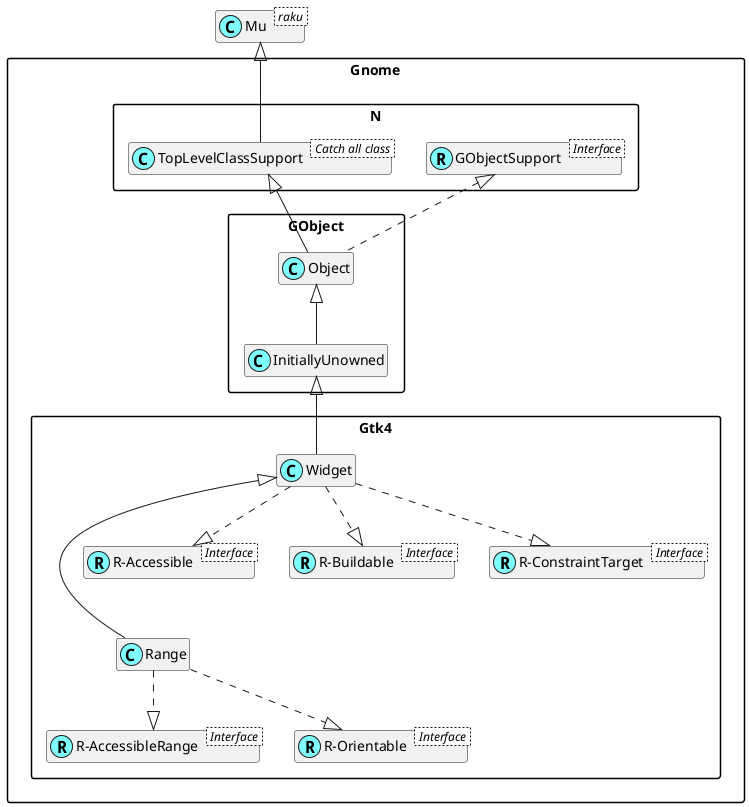 C Mu raku
Gnome
N
C TopLevelClassSupport Catch all class
R GObjectSupport Interface
GObject
C Object
C InitiallyUnowned
Gtk4
C Widget
R R-Accessible Interface
R R-Buildable Interface
R R-ConstraintTarget Interface
C Range
R R-AccessibleRange Interface
R R-Orientable Interface